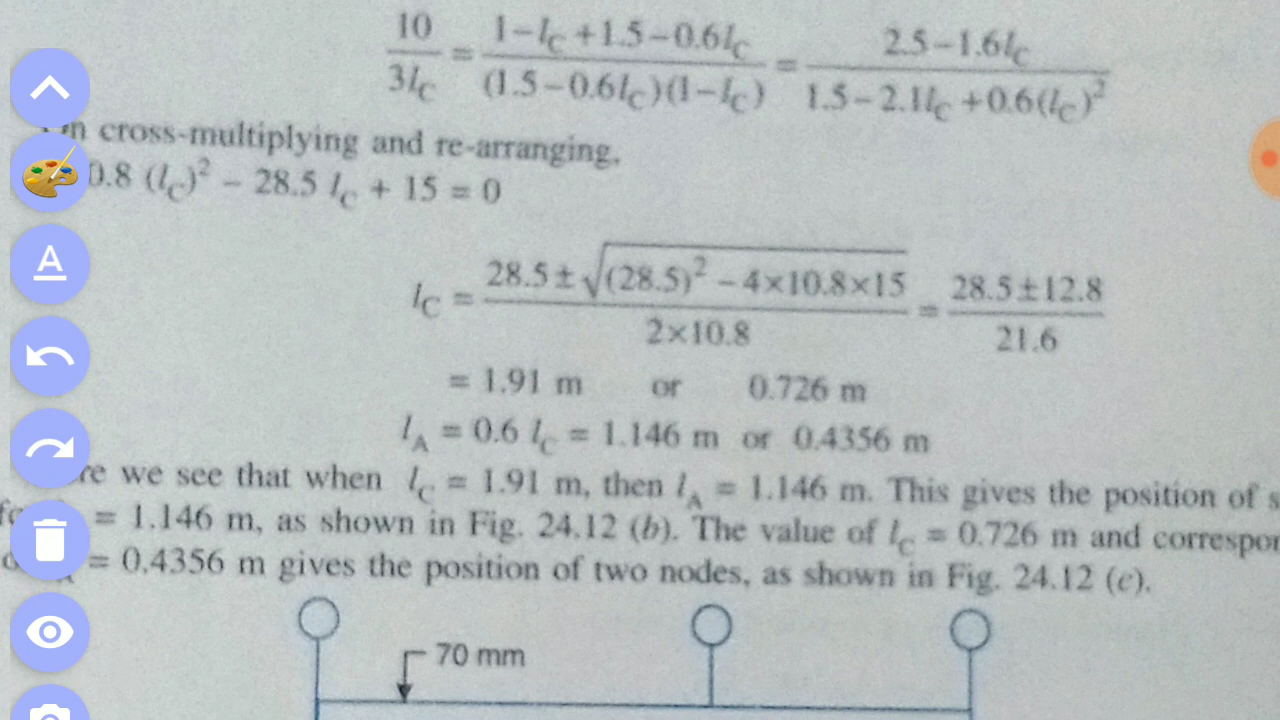 10/3l_C = (1−l_C+1.5−0.6l_C)/((1.5−0.6l_C)(1−l_C)) = (2.5−1.6l_C)/(1.5−2.1l_C+0.6(l_C)²)
cross-multiplying and re-arranging,
0.8 (l_C)² − 28.5 l_C + 15 = 0
l_C = (28.5±√((28.5)²−4×10.8×15))/(2×10.8) = (28.5±12.8)/21.6
= 1.91 m or 0.726 m
l_A = 0.6 l_C = 1.146 m or 0.4356 m
we see that when l_C = 1.91 m, then l_A = 1.146 m. This gives the position of
= 1.146 m, as shown in Fig. 24.12 (b). The value of l_C = 0.726 m and
= 0.4356 m gives the position of two nodes, as shown in Fig. 24.12 (c).
70 mm
A